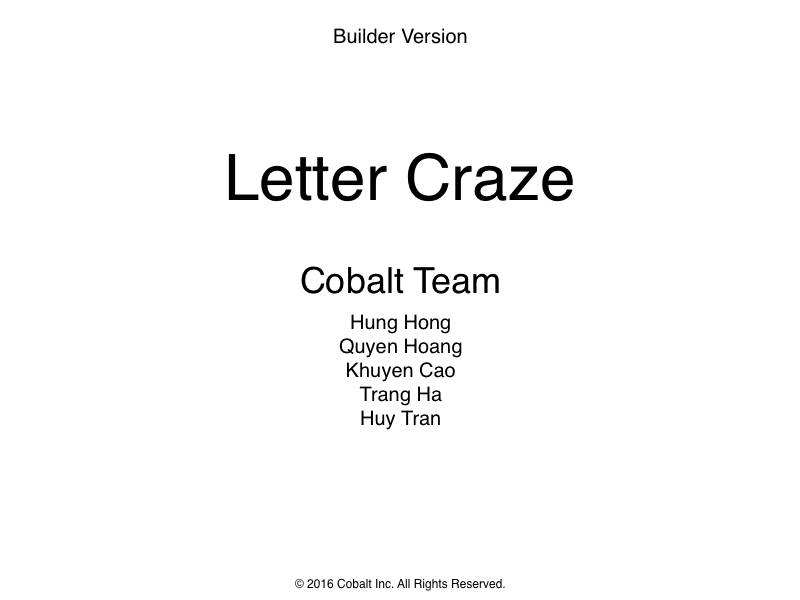 Builder Version
Letter Craze
Cobalt Team
Hung Hong
Quyen Hoang
Khuyen Cao
Trang Ha
Huy Tran
© 2016 Cobalt Inc. All Rights Reserved.